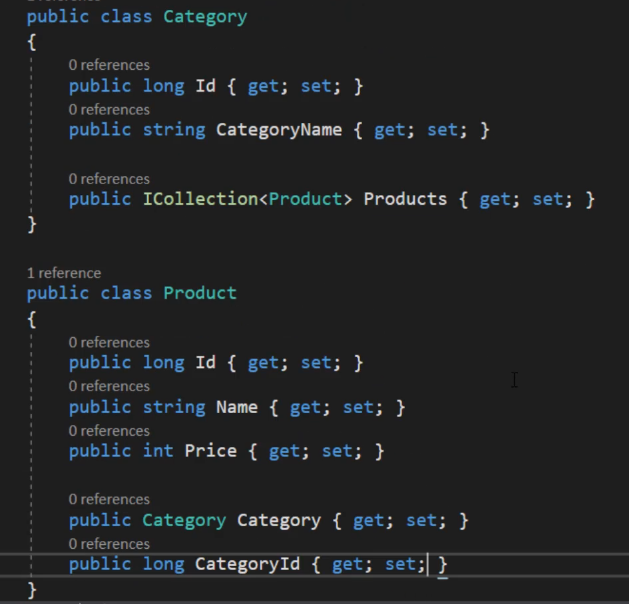 public class Category
{
0 references
public long Id { get; set; }
0 references
public string CategoryName { get; set; }
0 references
public ICollection<Product> Products { get; set; }
}
1 reference
public class Product
{
0 references
public long Id { get; set; }
0 references
public string Name { get; set; }
0 references
public int Price { get; set; }
0 references
public Category Category { get; set; }
0 references
public long CategoryId { get; set; }
}